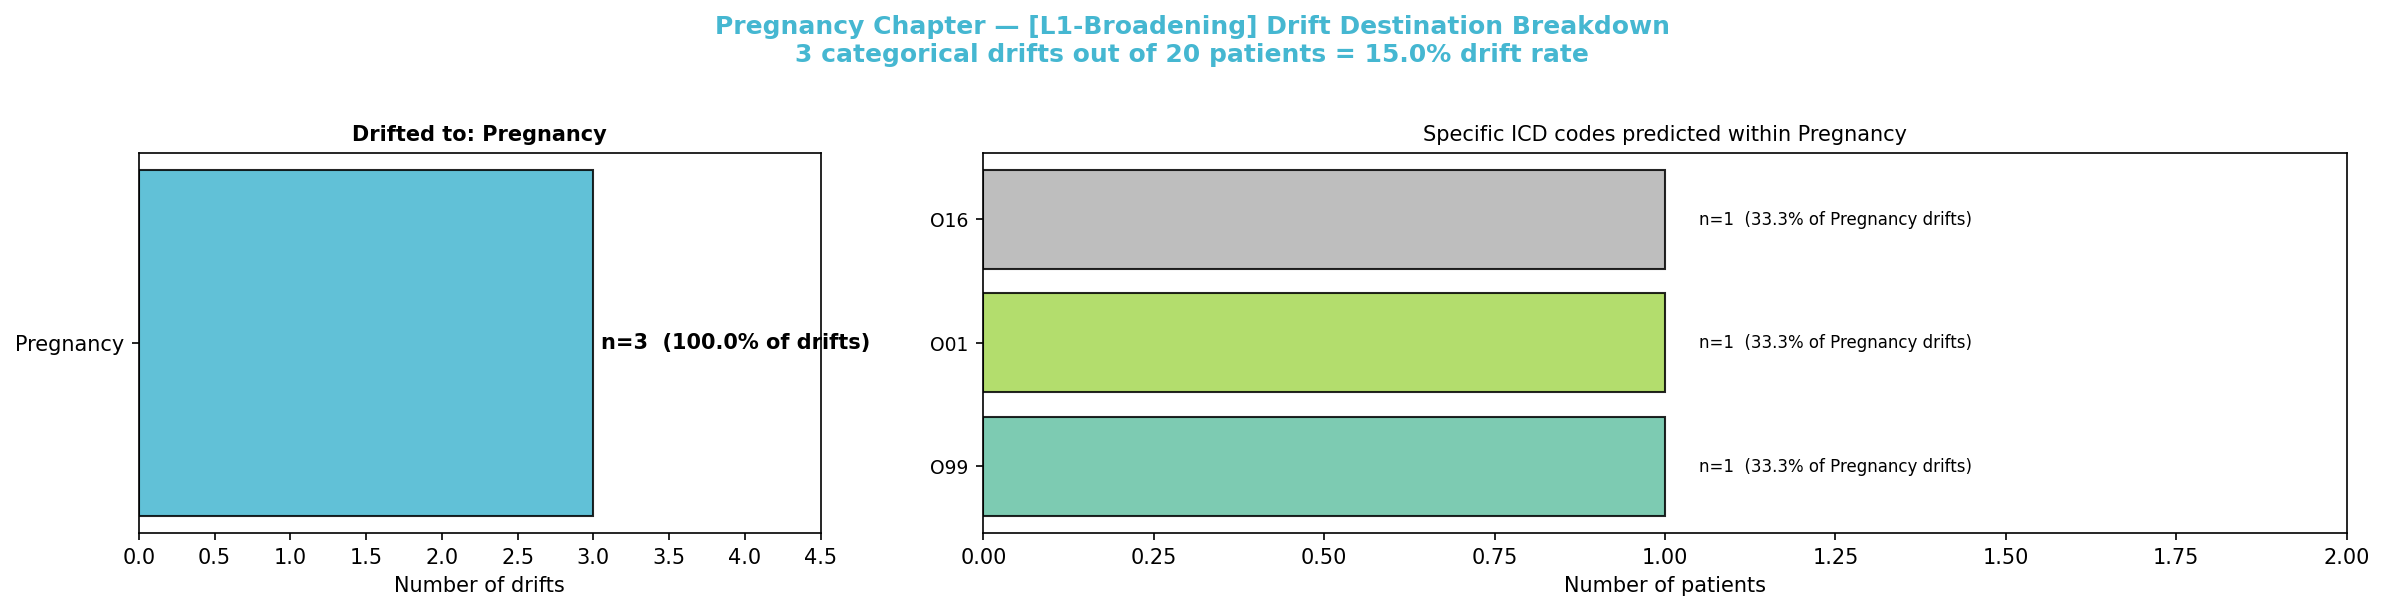 Pregnancy Chapter — [L1-Broadening] Drift Destination Breakdown
3 categorical drifts out of 20 patients = 15.0% drift rate
Drifted to: Pregnancy
Pregnancy
n=3  (100.0% of drifts)
0.0 0.5 1.0 1.5 2.0 2.5 3.0 3.5 4.0 4.5
Number of drifts
Specific ICD codes predicted within Pregnancy
O16
n=1  (33.3% of Pregnancy drifts)
O01
n=1  (33.3% of Pregnancy drifts)
O99
n=1  (33.3% of Pregnancy drifts)
0.00 0.25 0.50 0.75 1.00 1.25 1.50 1.75 2.00
Number of patients